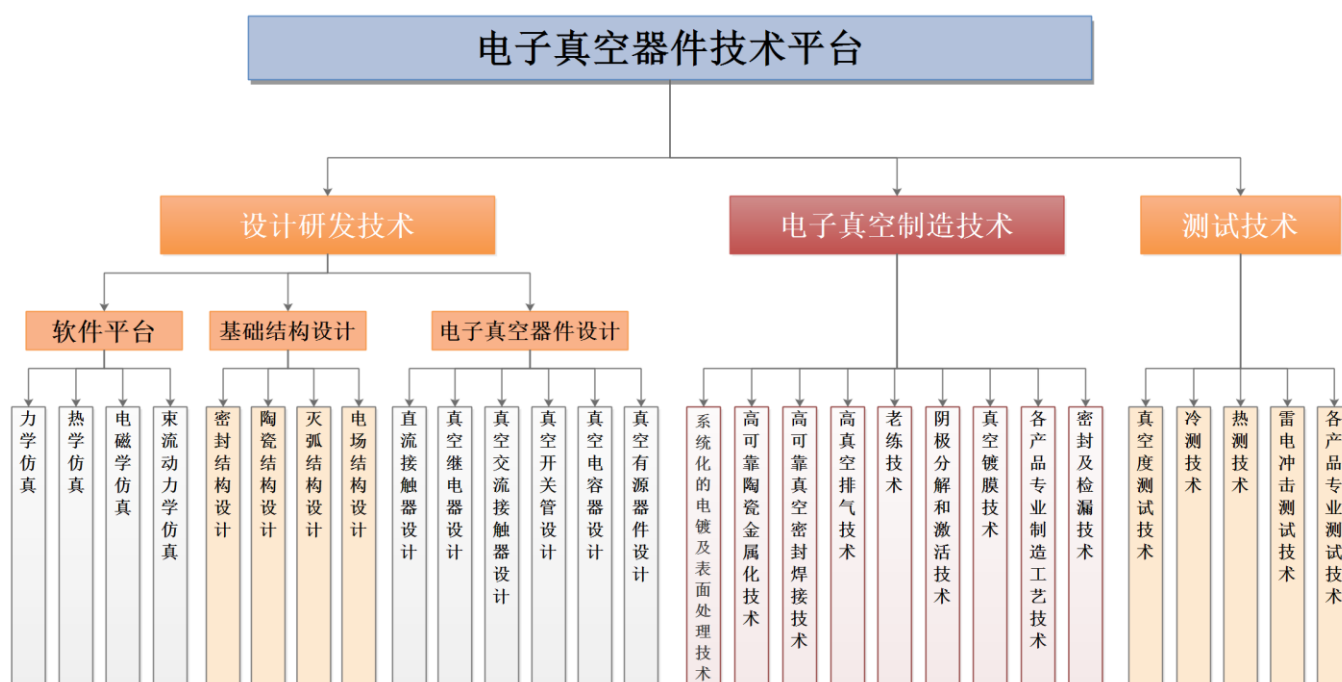 电子真空器件技术平台
设计研发技术
电子真空制造技术
测试技术
软件平台
基础结构设计
电子真空器件设计
力学仿真
热学仿真
电磁学仿真
束流动力学仿真
密封结构设计
陶瓷结构设计
灭弧结构设计
电场结构设计
直流接触器设计
真空继电器设计
真空交流接触器设计
真空开关管设计
真空电容器设计
真空有源器件设计
系统化的电镀及表面处理技术
高可靠陶瓷金属化技术
高可靠真空密封焊接技术
高真空排气技术
老练技术
阴极分解和激活技术
真空镀膜技术
各产品专业制造工艺技术
密封及检漏技术
真空度测试技术
冷测技术
热测技术
雷电冲击测试技术
各产品专业测试技术